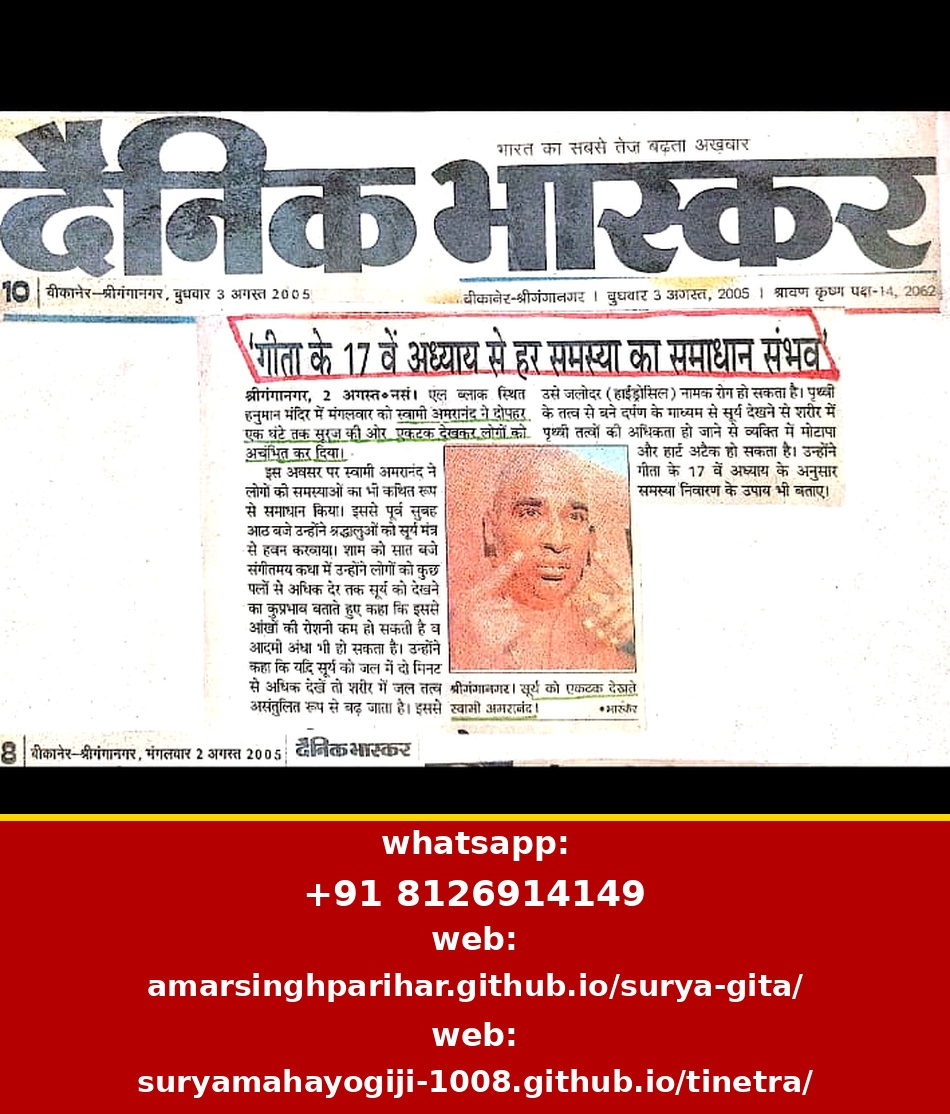 भारत का सबसे तेज बढ़ता अखबार
दैनिक भास्कर
10 बीकानेर–श्रीगंगानगर, बुधवार 3 अगस्त 2005
बीकानेर-श्रीगंगानगर । बुधवार 3 अगस्त, 2005 । श्रावण कृष्ण पक्ष-14, 2062
'गीता के 17 वें अध्याय से हर समस्या का समाधान संभव'
श्रीगंगानगर, 2 अगस्त•नसं। एल ब्लाक स्थित
हनुमान मंदिर में मंगलवार को स्वामी अमरानंद ने दोपहर
एक घंटे तक सूरज की ओर एकटक देखकर लोगों को
अचंभित कर दिया।
इस अवसर पर स्वामी अमरानंद ने
लोगों की समस्याओं का भी कथित रूप
से समाधान किया। इससे पूर्व सुबह
आठ बजे उन्होंने श्रद्धालुओं को सूर्य मंत्र
से हवन करवाया। शाम को सात बजे
संगीतमय कथा में उन्होंने लोगों को कुछ
पलों से अधिक देर तक सूर्य को देखने
का कुप्रभाव बताते हुए कहा कि इससे
आंखों की रोशनी कम हो सकती है व
आदमी अंधा भी हो सकता है। उन्होंने
कहा कि यदि सूर्य को जल में दो मिनट
से अधिक देखें तो शरीर में जल तत्व
असंतुलित रूप से बढ़ जाता है। इससे
उसे जलोदर (हाईड्रोसिल) नामक रोग हो सकता है। पृथ्वी
के तत्व से बने दर्पण के माध्यम से सूर्य देखने से शरीर में
पृथ्वी तत्वों की अधिकता हो जाने से व्यक्ति में मोटापा
और हार्ट अटैक हो सकता है। उन्होंने
गीता के 17 वें अध्याय के अनुसार
समस्या निवारण के उपाय भी बताए।
श्रीगंगानगर। सूर्य को एकटक देखते
स्वामी अमरानंद। •भास्कर
8 बीकानेर–श्रीगंगानगर, मंगलवार 2 अगस्त 2005 दैनिक भास्कर
whatsapp:
+91 8126914149
web:
amarsinghparihar.github.io/surya-gita/
web:
suryamahayogiji-1008.github.io/tinetra/